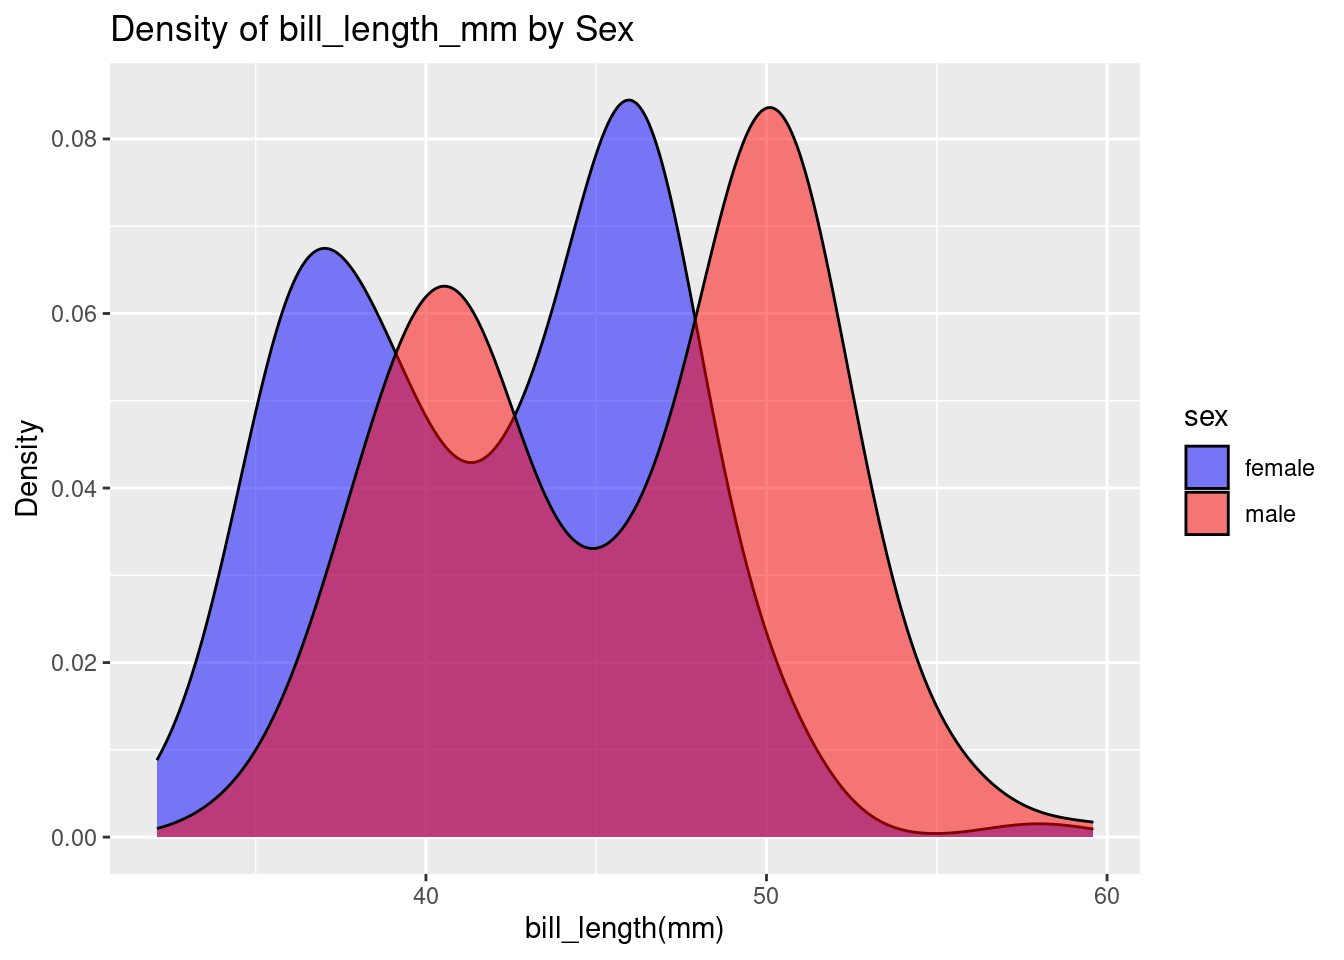 Density of bill_length_mm by Sex
Density
0.08
0.06
0.04
0.02
0.00
40
50
60
bill_length(mm)
sex
female
male